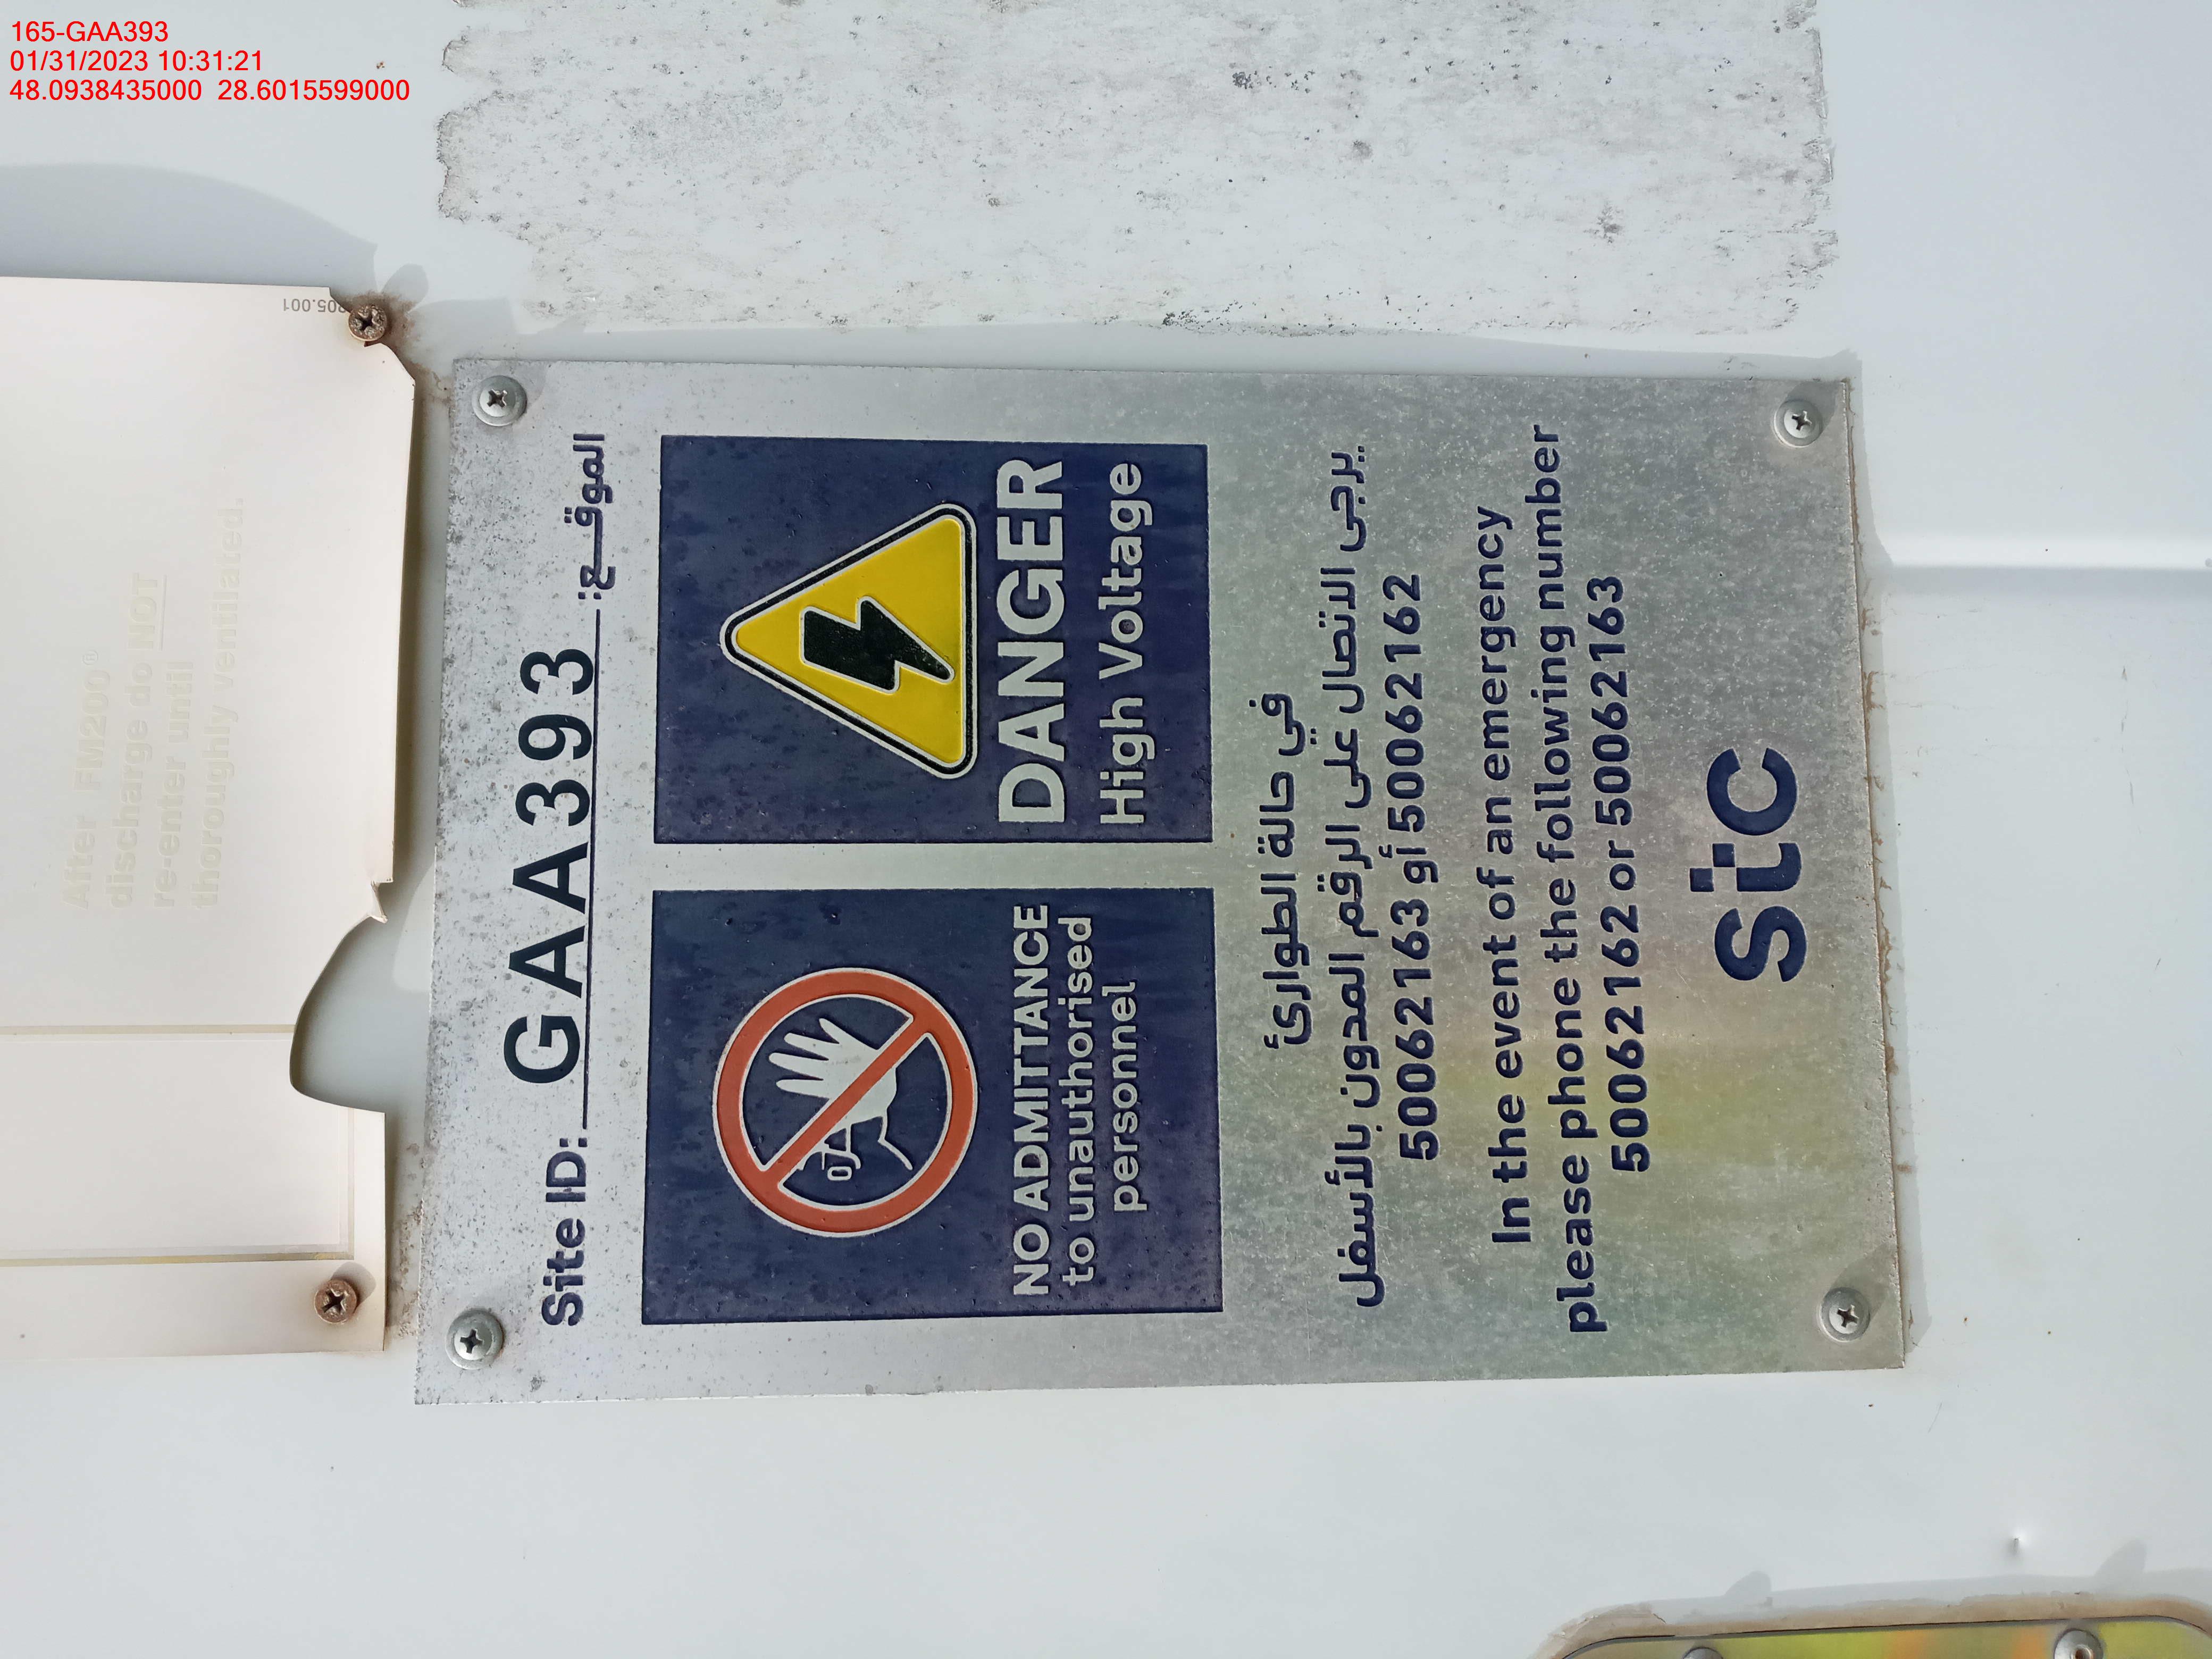 165-GAA393
01/31/2023 10:31:21
48.0938435000 28.6015599000
After FM200®
discharge do NOT
re-enter until
thoroughly ventilated.
Site ID: GAA393 الموقع:
NO ADMITTANCE
to unauthorised
personnel
DANGER
High Voltage
في حالة الطوارئ
يرجى الاتصال على الرقم المدون بالأسفل
50062162 أو 50062163
In the event of an emergency
please phone the following number
50062162 or 50062163
stc